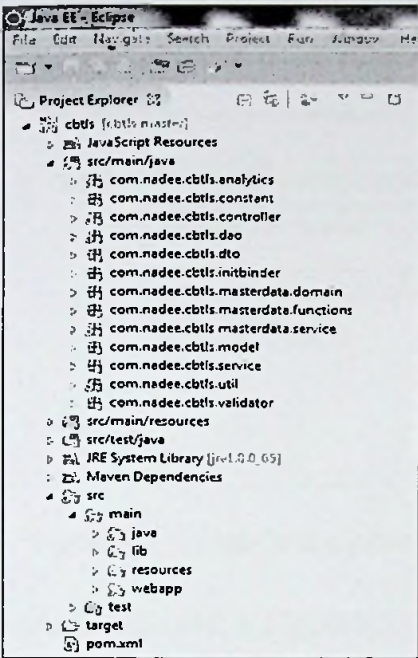 Java EE - Eclipse
File Edit Navigate Search Project Run Window He
Project Explorer
cbtls [cbtls master]
JavaScript Resources
src/main/java
com.nadee.cbtls.analytics
com.nadee.cbtls.constant
com.nadee.cbtls.controller
com.nadee.cbtls.dao
com.nadee.cbtls.dto
com.nadee.cbtls.initbinder
com.nadee.cbtls.masterdata.domain
com.nadee.cbtls.masterdata.functions
com.nadee.cbtls.masterdata.service
com.nadee.cbtls.model
com.nadee.cbtls.service
com.nadee.cbtls.util
com.nadee.cbtls.validator
src/main/resources
src/test/java
JRE System Library
Maven Dependencies
src
main
java
lib
resources
webapp
test
target
pom.xml